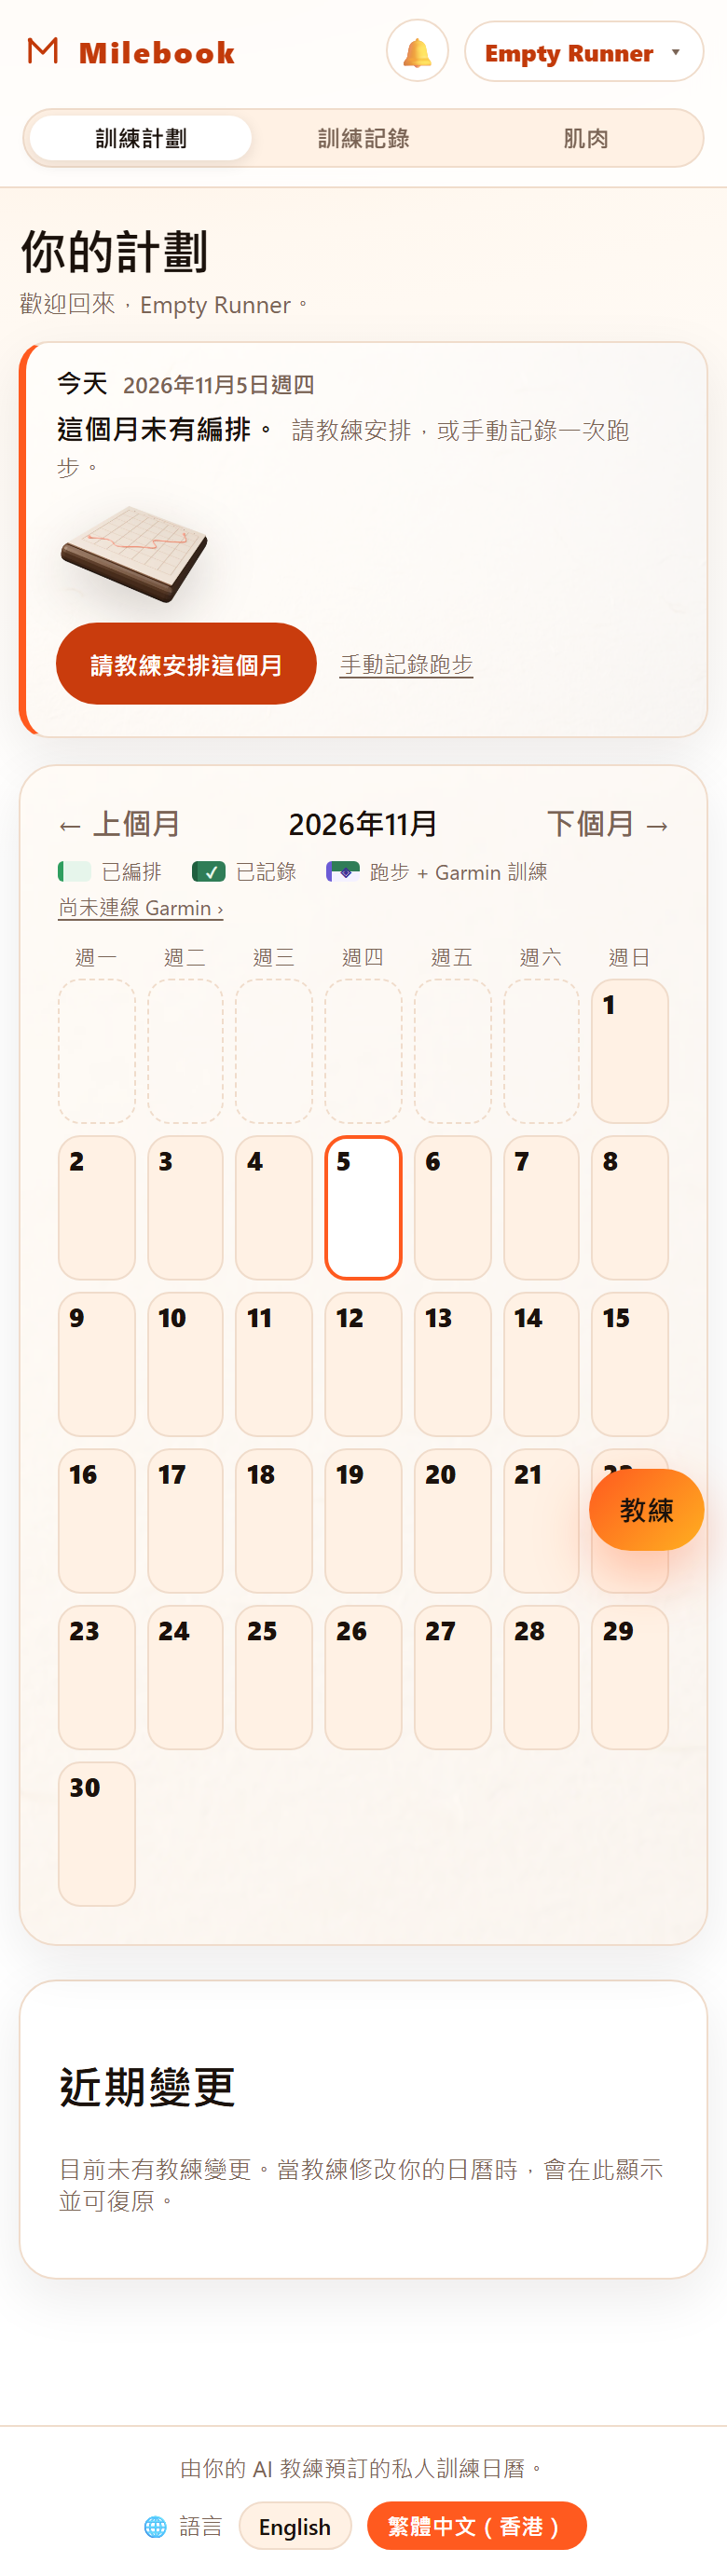 Milebook
Empty Runner
訓練計劃 訓練記錄 肌肉
你的計劃
歡迎回來，Empty Runner。
今天 2026年11月5日週四
這個月未有編排。 請教練安排，或手動記錄一次跑
步。
請教練安排這個月 手動記錄跑步
← 上個月 2026年11月 下個月 →
已編排 已記錄 跑步 + Garmin 訓練
尚未連線 Garmin ›
週一 週二 週三 週四 週五 週六 週日
1
2 3 4 5 6 7 8
9 10 11 12 13 14 15
16 17 18 19 20 21
教練
23 24 25 26 27 28 29
30
近期變更
目前未有教練變更。當教練修改你的日曆時，會在此顯示
並可復原。
由你的 AI 教練預訂的私人訓練日曆。
語言 English 繁體中文（香港）